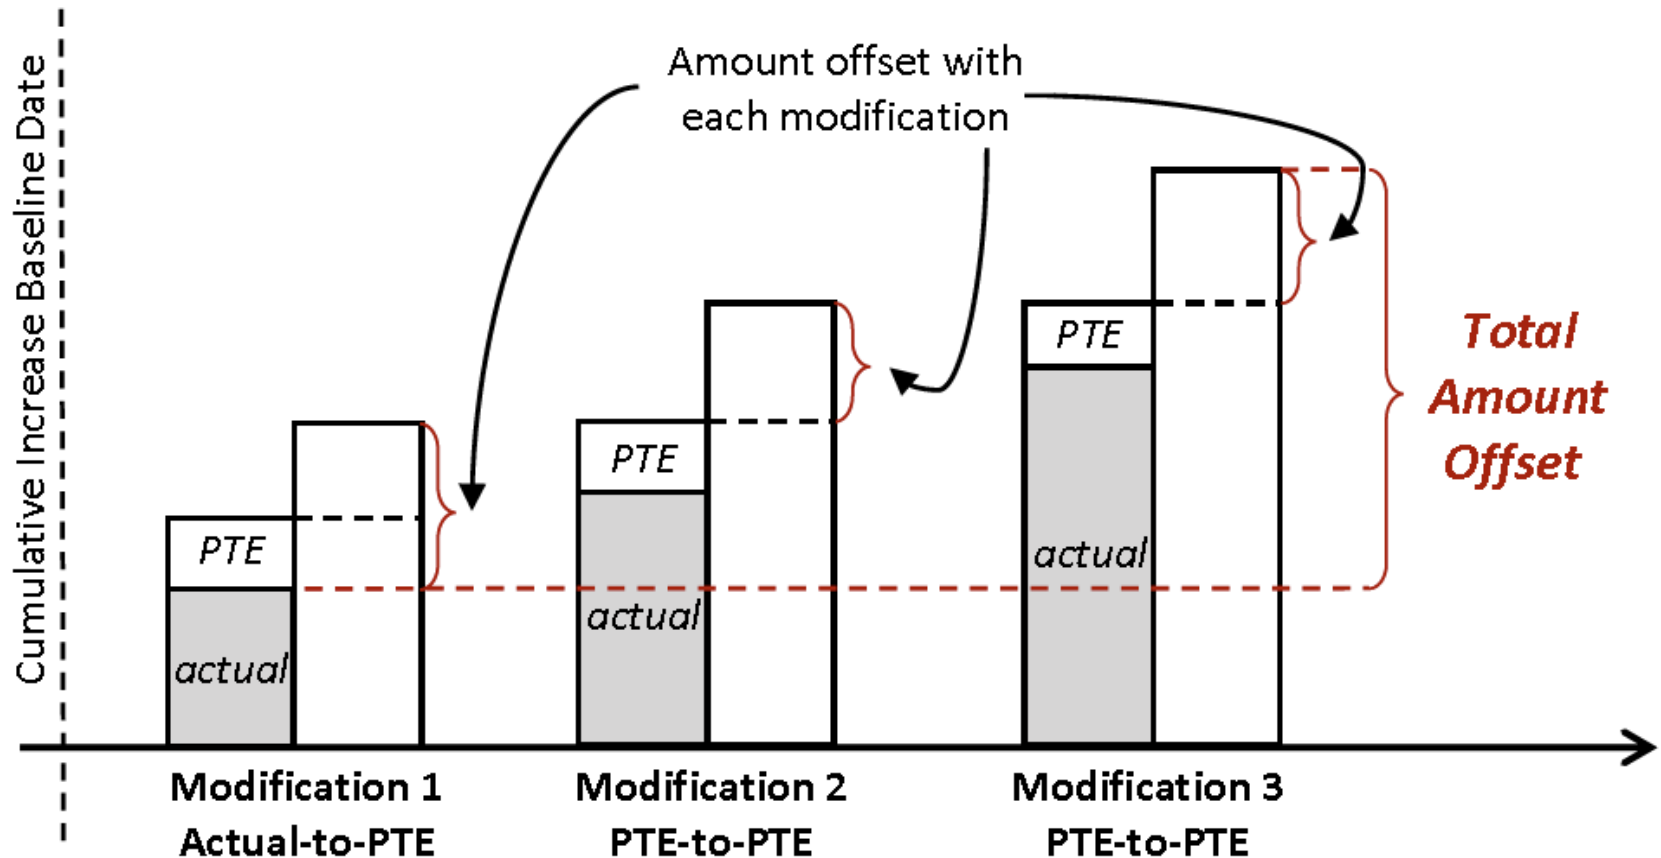 Cumulative Increase Baseline Date
Amount offset with
each modification
PTE
actual
PTE
actual
PTE
actual
Total
Amount
Offset
Modification 1
Actual-to-PTE
Modification 2
PTE-to-PTE
Modification 3
PTE-to-PTE